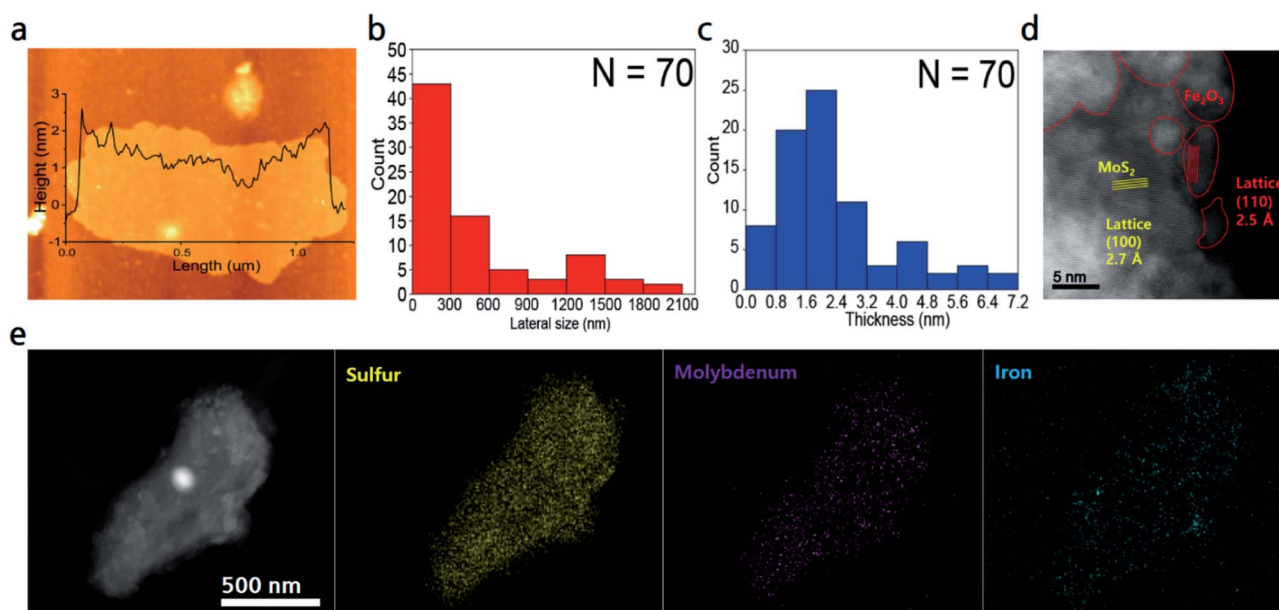 a
3
2
1
0
-1
Height (nm)
0.0 0.5 1.0
Length (um)
b
50
45
40
35
30
25
20
15
10
5
0
Count
N = 70
0 300 600 900 1200 1500 1800 2100
Lateral size (nm)
c
30
25
20
15
10
5
0
Count
N = 70
0.0 0.8 1.6 2.4 3.2 4.0 4.8 5.6 6.4 7.2
Thickness (nm)
d
Fe₂O₃
MoS₂
Lattice
(110)
2.5 Å
Lattice
(100)
2.7 Å
5 nm
e
500 nm
Sulfur
Molybdenum
Iron